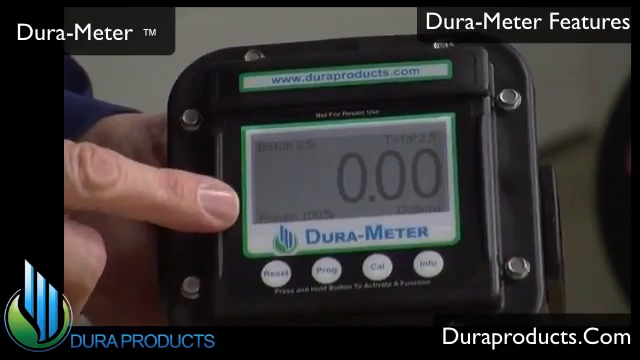 Dura-Meter ™
Dura-Meter Features
www.duraproducts.com
Not For Resale Use
Batch 2.5
Total 2.5
0.00
Power 100%
Gallons
DURA-METER
Reset
Prog
Cal
Info
Press and Hold Button To Activate A Function
DURA PRODUCTS
Duraproducts.Com